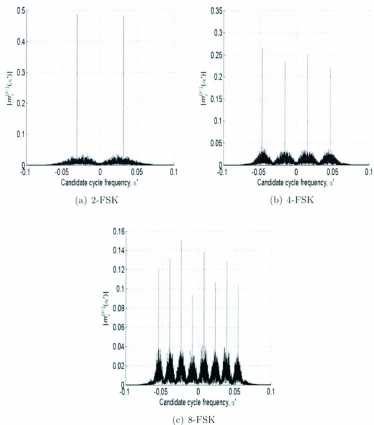 0.5
0.4
0.3
0.2
0.1
0
-0.1 -0.05 0 0.05 0.1
Candidate cycle frequency, α'
(a) 2-FSK
0.35
0.3
0.25
0.2
0.15
0.1
0.05
0
-0.1 -0.05 0 0.05 0.1
Candidate cycle frequency, α'
(b) 4-FSK
0.16
0.14
0.12
0.1
0.08
0.06
0.04
0.02
0
-0.1 -0.05 0 0.05 0.1
Candidate cycle frequency, α'
(c) 8-FSK